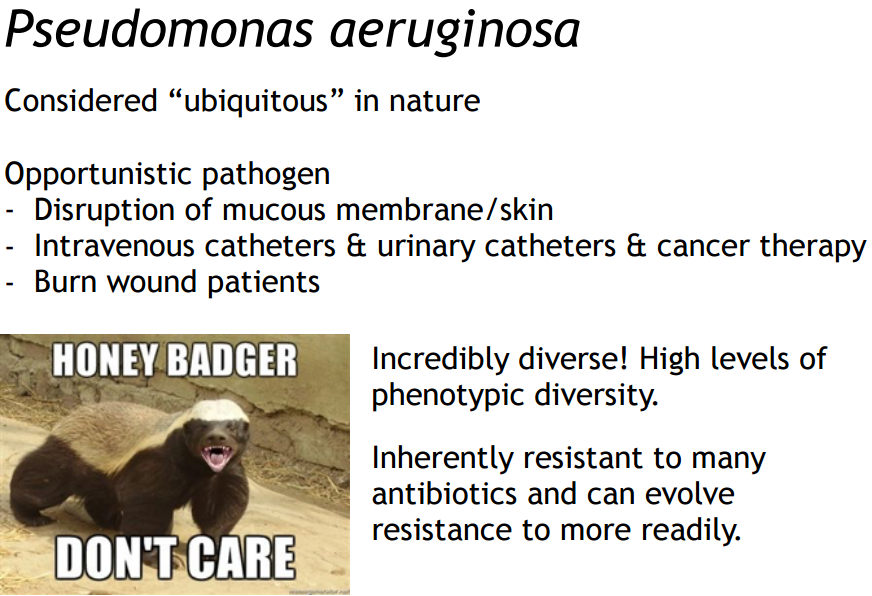 Pseudomonas aeruginosa
Considered “ubiquitous” in nature
Opportunistic pathogen
- Disruption of mucous membrane/skin
- Intravenous catheters & urinary catheters & cancer therapy
- Burn wound patients
HONEY BADGER
DON'T CARE
Incredibly diverse! High levels of
phenotypic diversity.
Inherently resistant to many
antibiotics and can evolve
resistance to more readily.